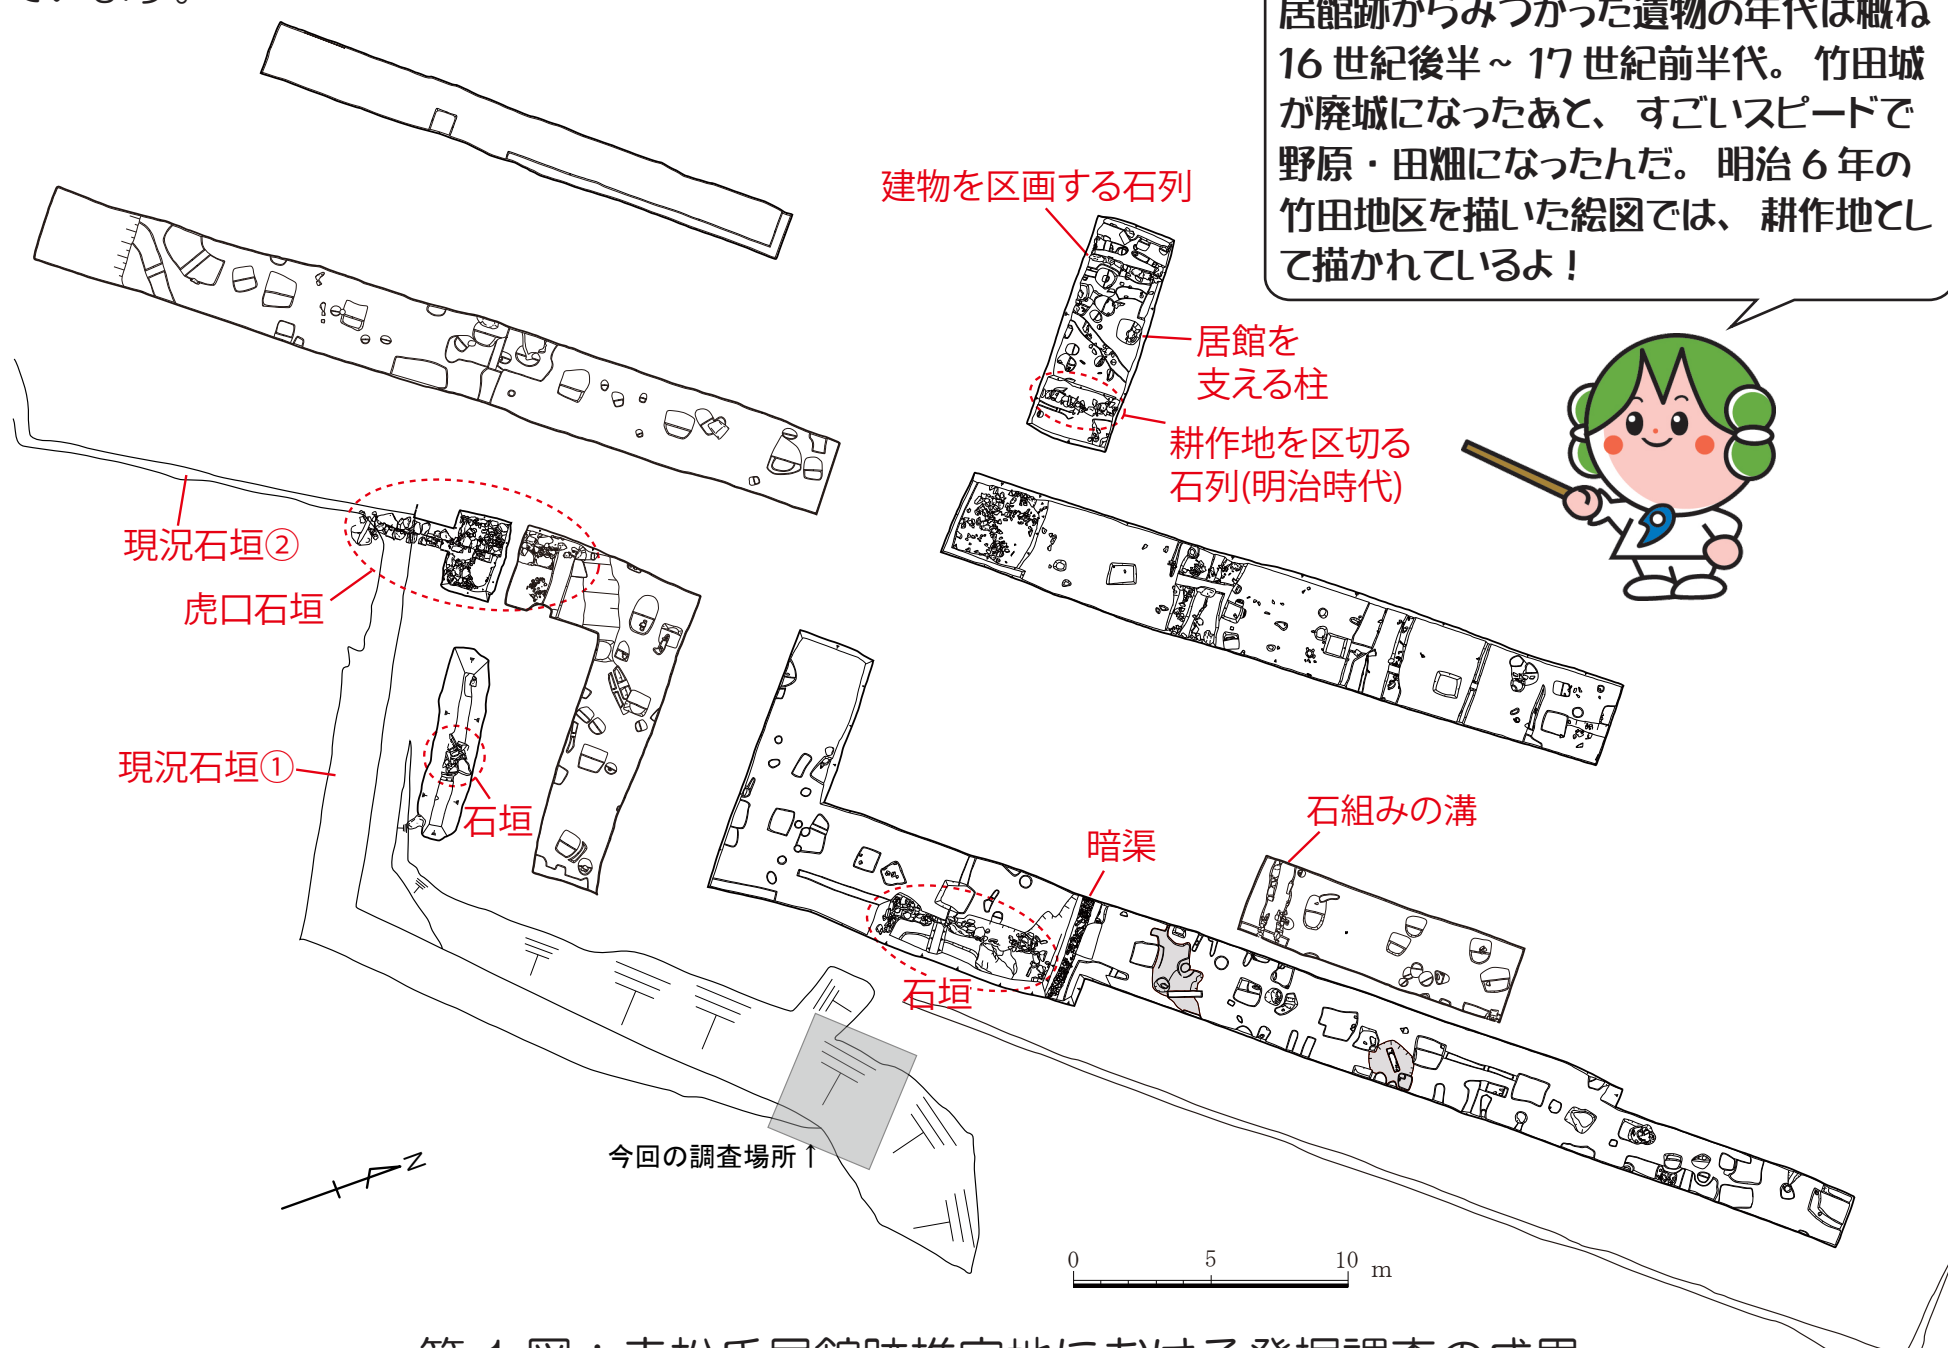 居館跡からみつかった遺物の年代は概ね
16世紀後半~17世紀前半代。竹田城
が廃城になったあと、すごいスピードで
野原・田畑になったんだ。明治6年の
竹田地区を描いた絵図では、耕作地とし
て描かれているよ!
建物を区画する石列
居館を
支える柱
耕作地を区切る
石列(明治時代)
現況石垣②
虎口石垣
現況石垣①
石垣
石組みの溝
暗渠
石垣
今回の調査場所↑
N
0 5 10 m